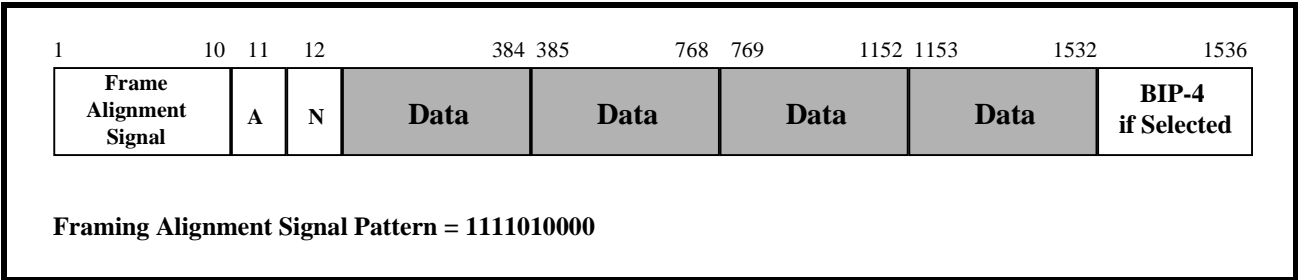 1 10 11 12 384 385 768 769 1152 1153 1532 1536
Frame
Alignment
Signal
A N Data Data Data Data
BIP-4
if Selected
Framing Alignment Signal Pattern = 1111010000